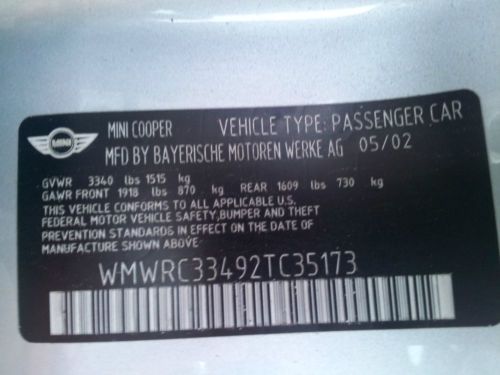 MINI
MINI COOPER VEHICLE TYPE: PASSENGER CAR
MFD BY BAYERISCHE MOTOREN WERKE AG 05/02
GVWR 3340 lbs 1515 kg
GAWR FRONT 1918 lbs 870 kg REAR 1609 lbs 730 kg
THIS VEHICLE CONFORMS TO ALL APPLICABLE U.S.
FEDERAL MOTOR VEHICLE SAFETY,BUMPER AND THEFT
PREVENTION STANDARDS IN EFFECT ON THE DATE OF
MANUFACTURE SHOWN ABOVE.
WMWRC33492TC35173